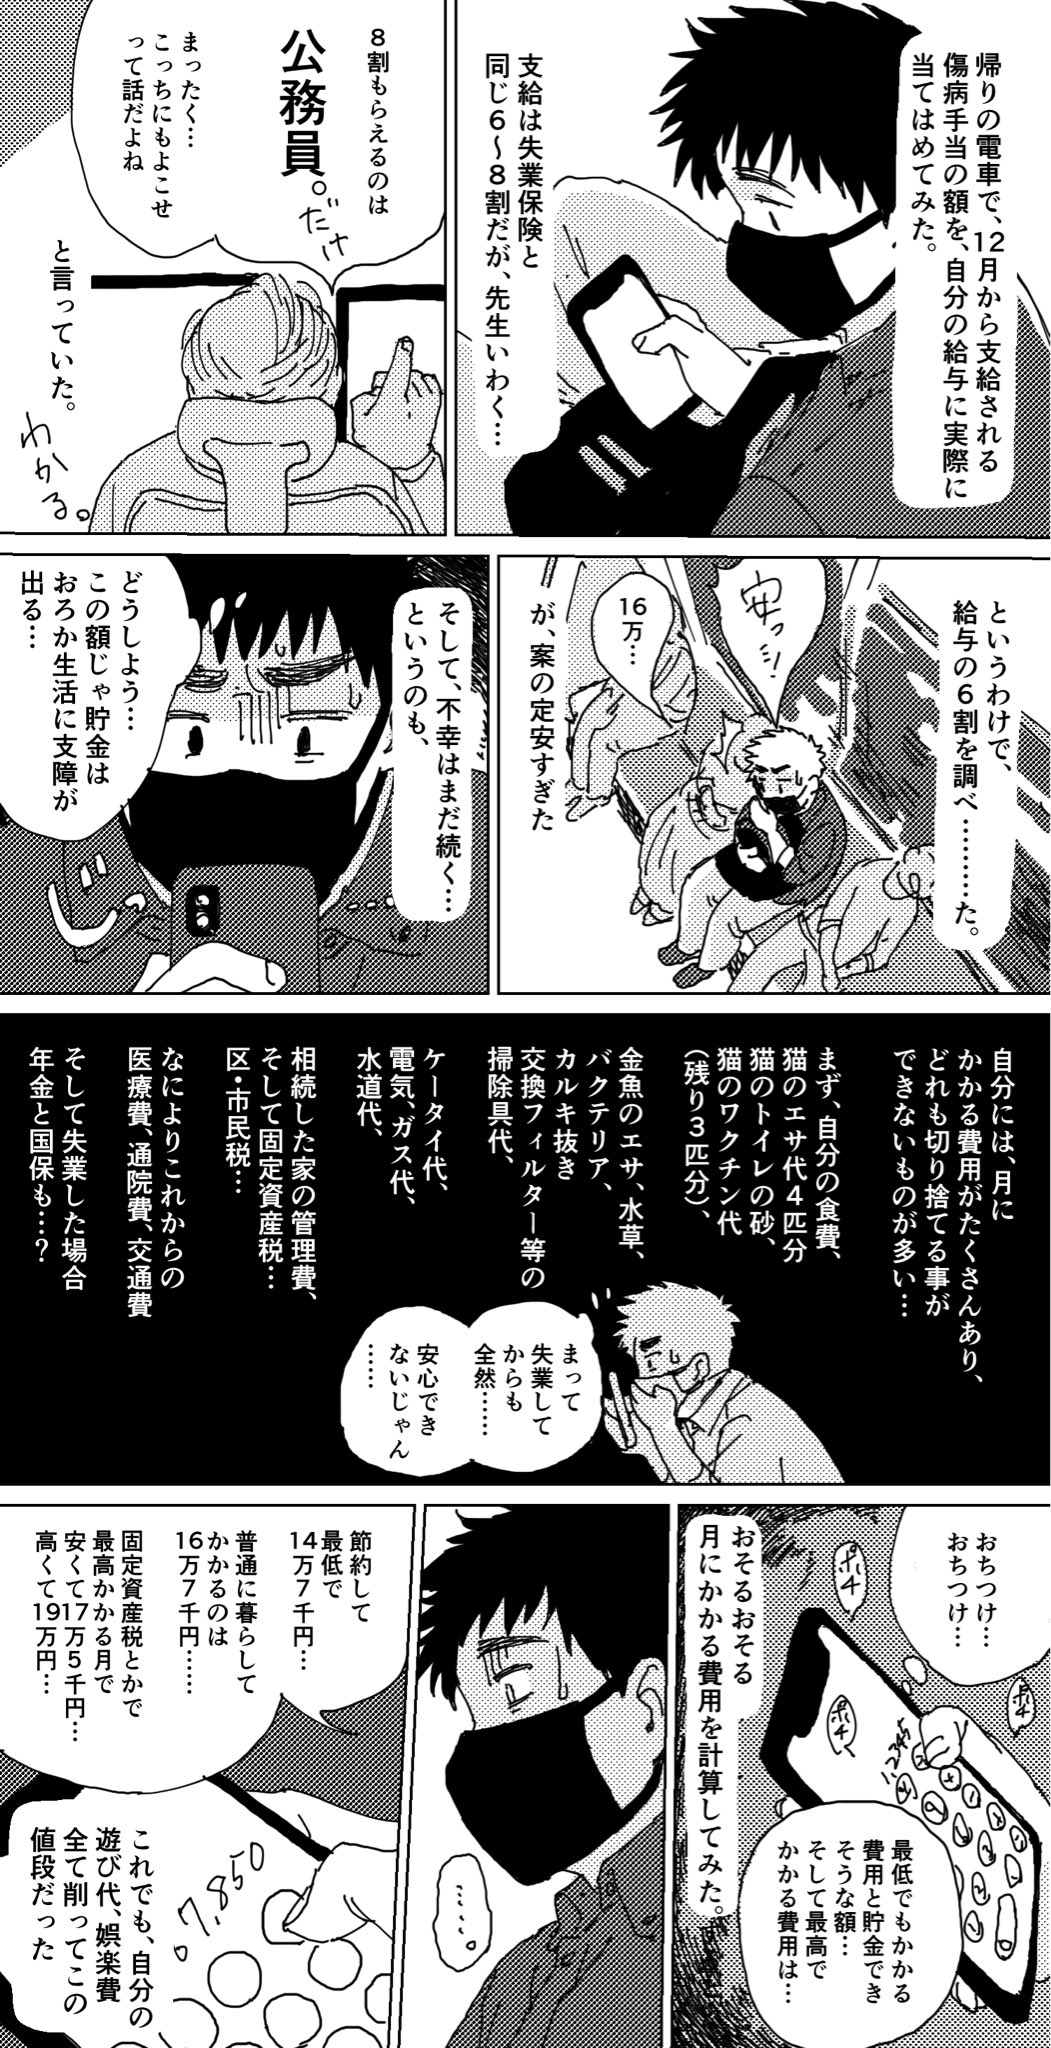 帰りの電車で、12月から支給される
傷病手当の額を、自分の給与に実際に
当てはめてみた。
支給は失業保険と
同じ6〜8割だが、先生いわく…
8割もらえるのは
公務員。
だけ
まったく…
こっちにもよこせ
って話だよね
と言っていた。
わかる。
というわけで、
給与の6割を調べ………た。
安っ!
16万…
が、案の定安すぎた
そして、不幸はまだ続く…
というのも、
どうしよう…
この額じゃ貯金は
おろか生活に支障が
出る…
じっ
自分には、月に
かかる費用がたくさんあり、
どれも切り捨てる事が
できないものが多い…
まず、自分の食費、
猫のエサ代4匹分
猫のトイレの砂、
猫のワクチン代
(残り3匹分)、
金魚のエサ、水草、
バクテリア、
カルキ抜き
交換フィルター等の
掃除具代、
ケータイ代、
電気、ガス代、
水道代、
相続した家の管理費、
そして固定資産税…
区・市民税…
なによりこれからの
医療費、通院費、交通費
そして失業した場合
年金と国保も…?
まって
失業して
からも
全然……
安心でき
ないじゃん
……
おちつけ…
おちつけ…
ポチ
ポチ
ポチ
12345
おそるおそる
月にかかる費用を計算してみた。
最低でもかかる
費用と貯金でき
そうな額…
そして最高で
かかる費用は…
……。
節約して
最低で
14万7千円…
普通に暮らして
かかるのは
16万7千円……
固定資産税とかで
最高かかる月で
安くて17万5千円…
高くて19万円…
7,850
これでも、自分の
遊び代、娯楽費
全て削ってこの
値段だった